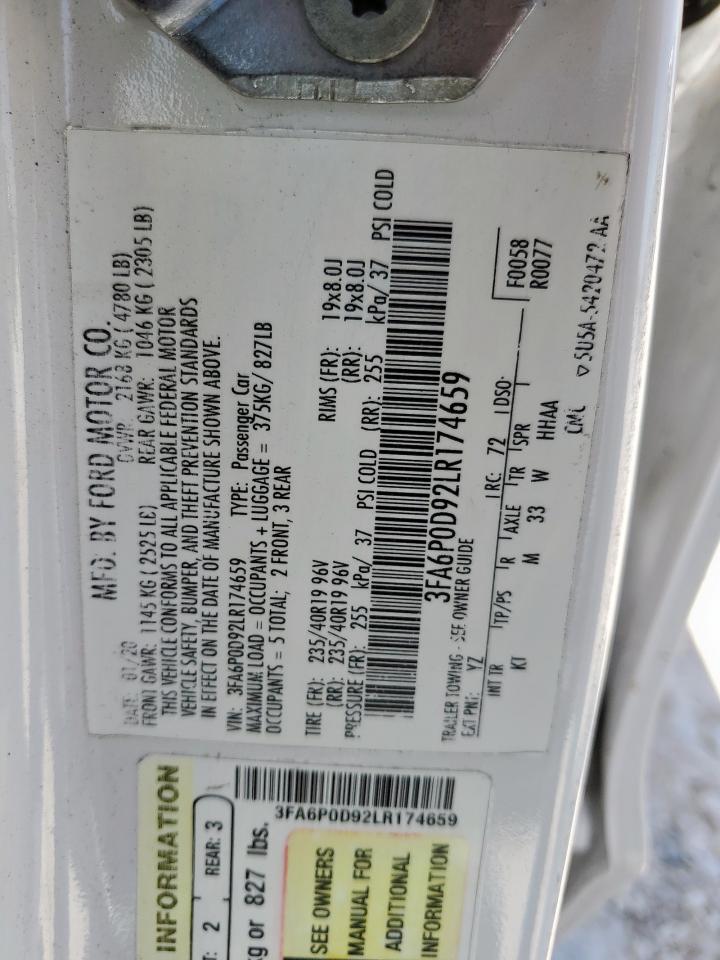 MFD. BY FORD MOTOR CO.
DATE: 01/20 GVWR: 2168 KG ( 4780 LB)
FRONT GAWR: 1145 KG ( 2525 LB) REAR GAWR: 1046 KG ( 2305 LB)
THIS VEHICLE CONFORMS TO ALL APPLICABLE FEDERAL MOTOR
VEHICLE SAFETY, BUMPER, AND THEFT PREVENTION STANDARDS
IN EFFECT ON THE DATE OF MANUFACTURE SHOWN ABOVE.
VIN: 3FA6P0D92LR174659 TYPE: Passenger Car
MAXIMUM LOAD = OCCUPANTS + LUGGAGE = 375KG/ 827LB
OCCUPANTS = 5 TOTAL; 2 FRONT, 3 REAR
TIRE (FR): 235/40R19 96V RIMS (FR): 19x8.0J
(RR): 235/40R19 96V (RR): 19x8.0J
PRESSURE (FR): 255 kPa/ 37 PSI COLD (RR): 255 kPa/ 37 PSI COLD
3FA6P0D92LR174659
TRAILER TOWING - SEE OWNER GUIDE
EXT PNT: YZ RC: 72 DSO: F0058
R0077
INT TR TP/PS R AXLE TR SPR
KT M 33 W HHAA
CMC 5U5A-5420472-AA
INFORMATION
T: 2 REAR: 3
kg or 827 lbs.
3FA6P0D92LR174659
SEE OWNERS
MANUAL FOR
ADDITIONAL
INFORMATION